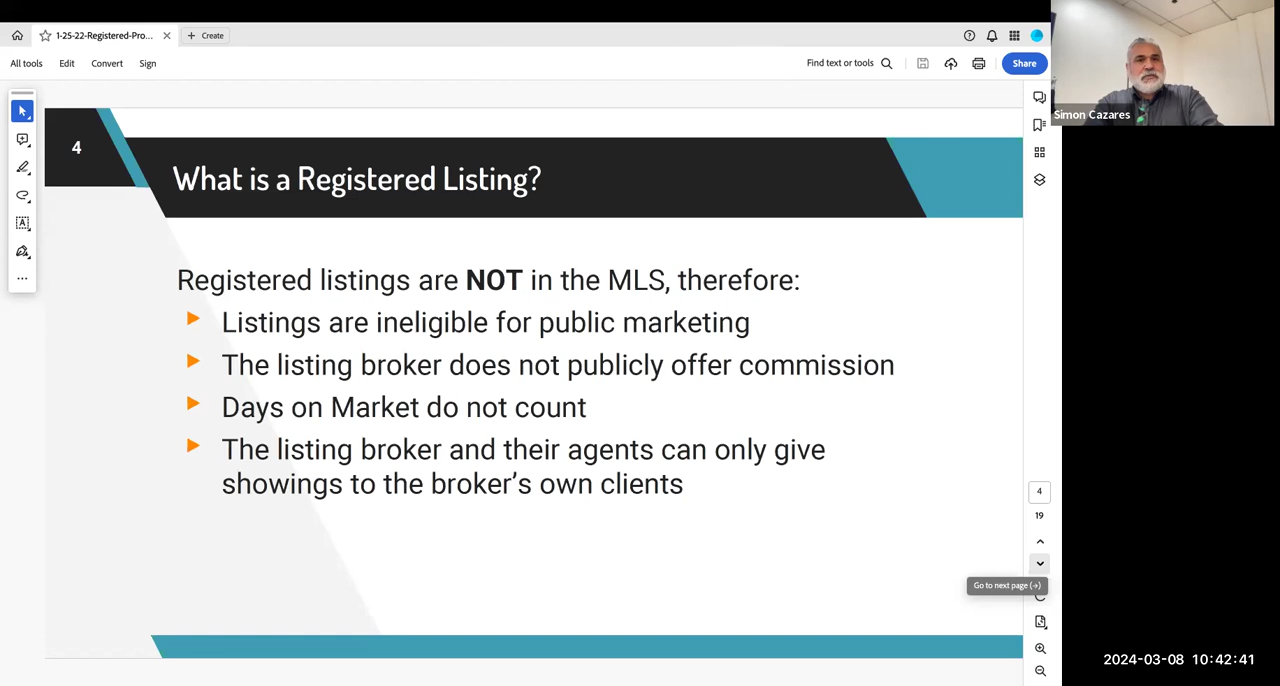 1-25-22-Registered-Pro...
Create
All tools
Edit
Convert
Sign
Find text or tools
Share
Simon Cazares
4
What is a Registered Listing?
Registered listings are NOT in the MLS, therefore:
Listings are ineligible for public marketing
The listing broker does not publicly offer commission
Days on Market do not count
The listing broker and their agents can only give
showings to the broker’s own clients
4
19
Go to next page (→)
2024-03-08 10:42:41